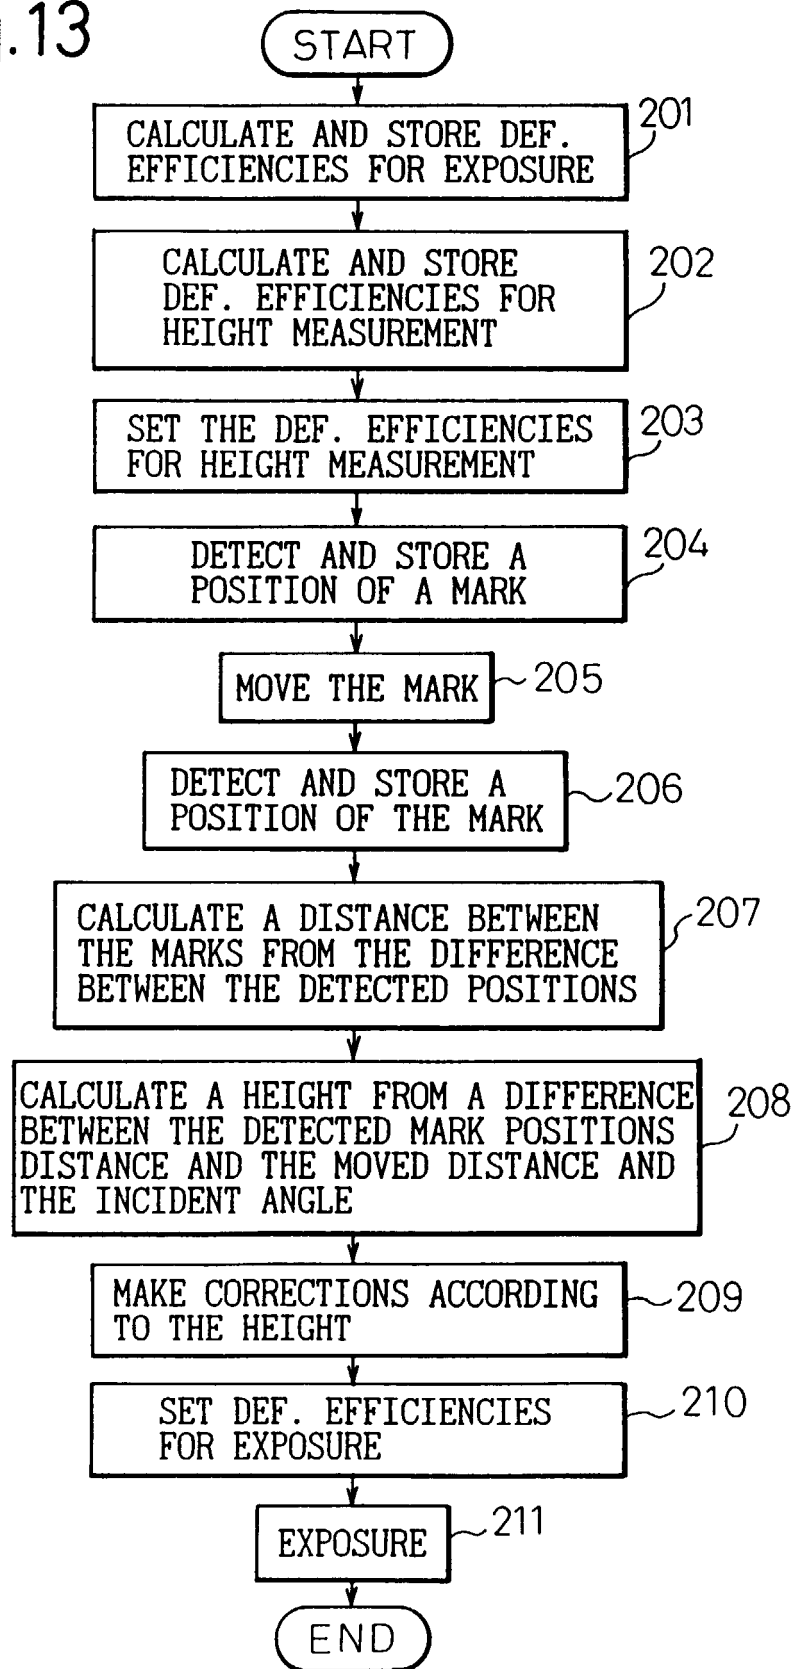 .13
START
CALCULATE AND STORE DEF.
EFFICIENCIES FOR EXPOSURE
201
CALCULATE AND STORE
DEF. EFFICIENCIES FOR
HEIGHT MEASUREMENT
202
SET THE DEF. EFFICIENCIES
FOR HEIGHT MEASUREMENT
203
DETECT AND STORE A
POSITION OF A MARK
204
MOVE THE MARK
205
DETECT AND STORE A
POSITION OF THE MARK
206
CALCULATE A DISTANCE BETWEEN
THE MARKS FROM THE DIFFERENCE
BETWEEN THE DETECTED POSITIONS
207
CALCULATE A HEIGHT FROM A DIFFERENCE
BETWEEN THE DETECTED MARK POSITIONS
DISTANCE AND THE MOVED DISTANCE AND
THE INCIDENT ANGLE
208
MAKE CORRECTIONS ACCORDING
TO THE HEIGHT
209
SET DEF. EFFICIENCIES
FOR EXPOSURE
210
EXPOSURE
211
END